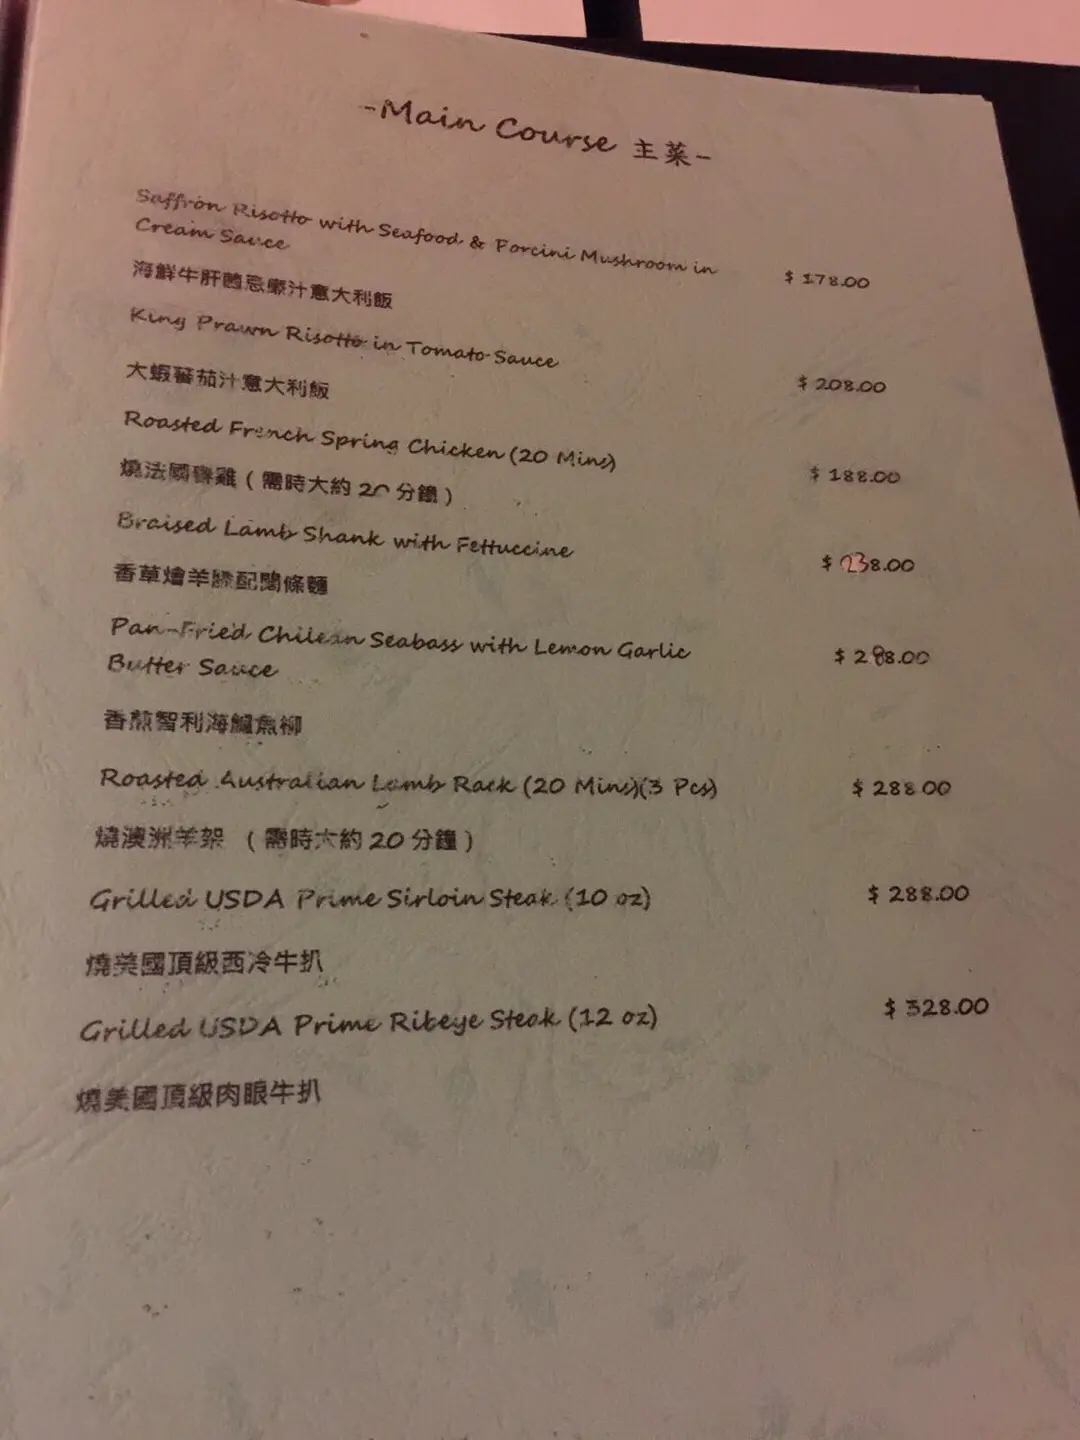 -Main Course 主菜-
Saffron Risotto with Seafood & Porcini Mushroom in
Cream Sauce
$ 178.00
海鮮牛肝菌忌廉汁意大利飯
King Prawn Risotto in Tomato Sauce
$ 208.00
大蝦蕃茄汁意大利飯
Roasted French Spring Chicken (20 Mins)
$ 188.00
燒法國春雞 ( 需時大約 20 分鐘 )
Braised Lamb Shank with Fettuccine
$ 238.00
香草燴羊膝配闊條麵
Pan-Fried Chilean Seabass with Lemon Garlic
Butter Sauce
$ 298.00
香煎智利海鱸魚柳
Roasted Australian Lamb Rack (20 Mins)(3 Pcs)
$ 288.00
燒澳洲羊架 ( 需時大約 20 分鐘 )
Grilled USDA Prime Sirloin Steak (10 oz)
$ 288.00
燒美國頂級西冷牛扒
Grilled USDA Prime Ribeye Steak (12 oz)
$ 328.00
燒美國頂級肉眼牛扒